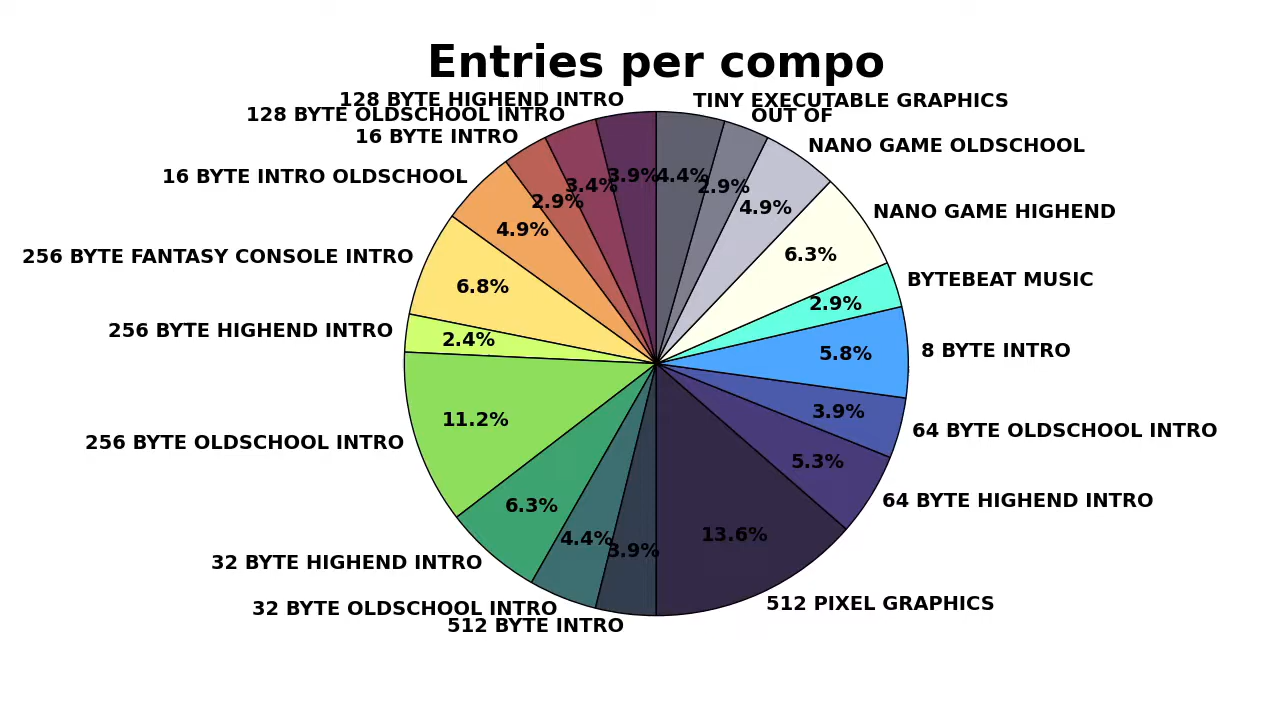 Entries per compo
128 BYTE HIGHEND INTRO
TINY EXECUTABLE GRAPHICS
128 BYTE OLDSCHOOL INTRO
OUT OF
16 BYTE INTRO
NANO GAME OLDSCHOOL
16 BYTE INTRO OLDSCHOOL
3.9%
4.4%
3.4%
2.9%
2.9%
4.9%
NANO GAME HIGHEND
4.9%
256 BYTE FANTASY CONSOLE INTRO
6.3%
BYTEBEAT MUSIC
6.8%
2.9%
256 BYTE HIGHEND INTRO
2.4%
5.8%
8 BYTE INTRO
11.2%
3.9%
64 BYTE OLDSCHOOL INTRO
256 BYTE OLDSCHOOL INTRO
5.3%
64 BYTE HIGHEND INTRO
6.3%
13.6%
4.4%
3.9%
32 BYTE HIGHEND INTRO
512 PIXEL GRAPHICS
32 BYTE OLDSCHOOL INTRO
512 BYTE INTRO